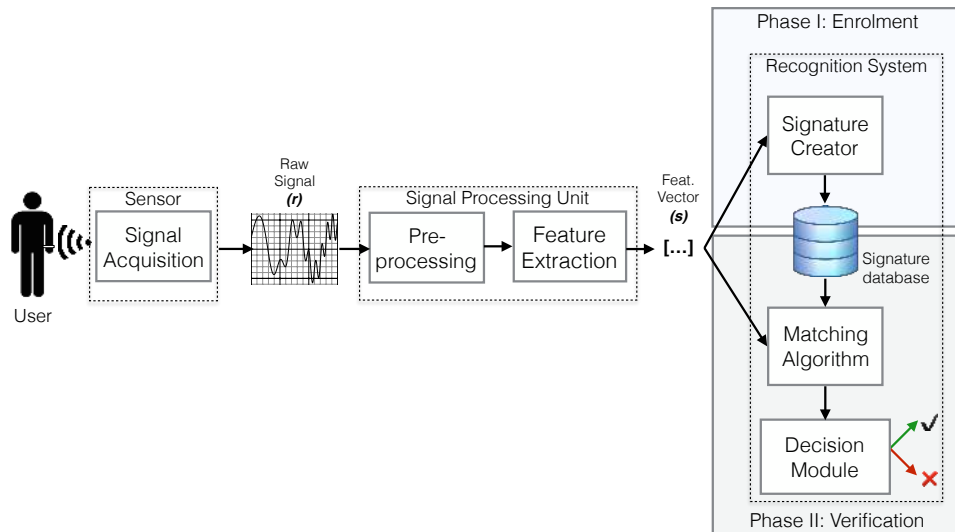 Phase I: Enrolment
Recognition System
Signature
Creator
Raw
Signal
(r)
Feat.
Vector
(s)
Sensor
Signal Processing Unit
Signal
Acquisition
Pre-
processing
Feature
Extraction
[...]
User
Signature
database
Matching
Algorithm
Decision
Module
Phase II: Verification